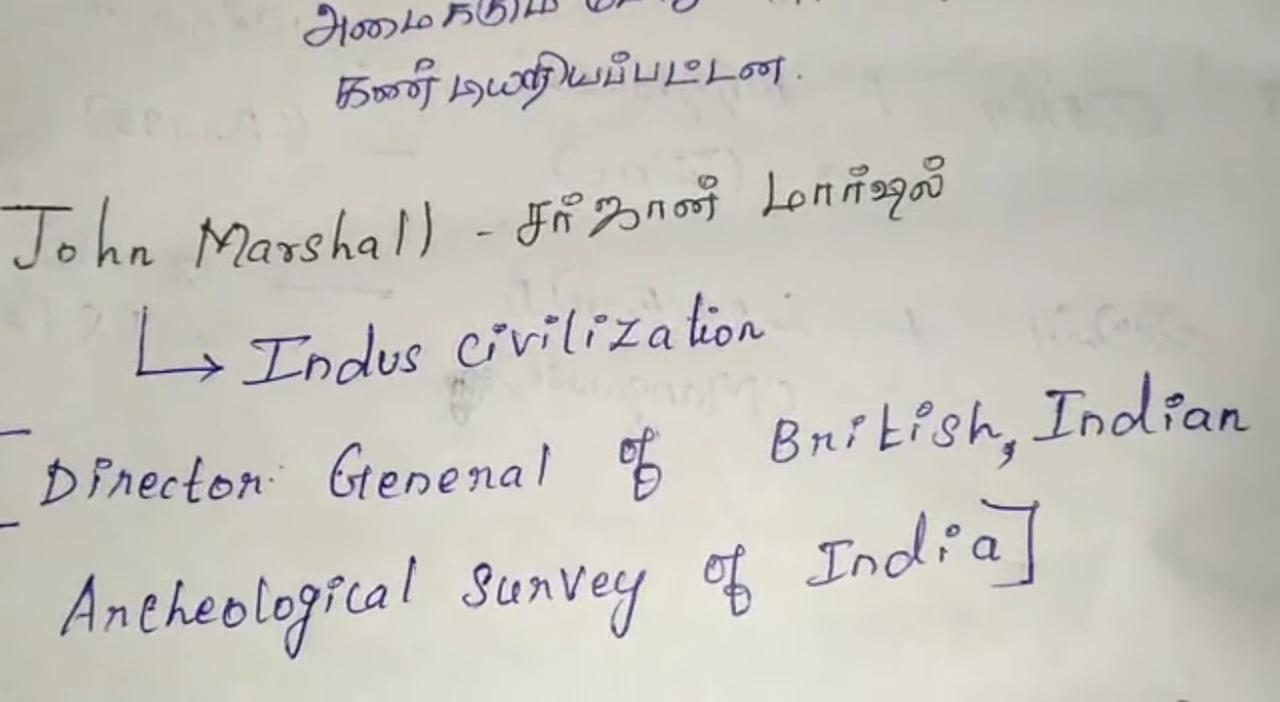 கண்டியறியப்பட்டன.
John Marshall - சர் ஜான் மார்ஷல்
↳ Indus civilization
[Director General of British, Indian
Archeological Survey of India]